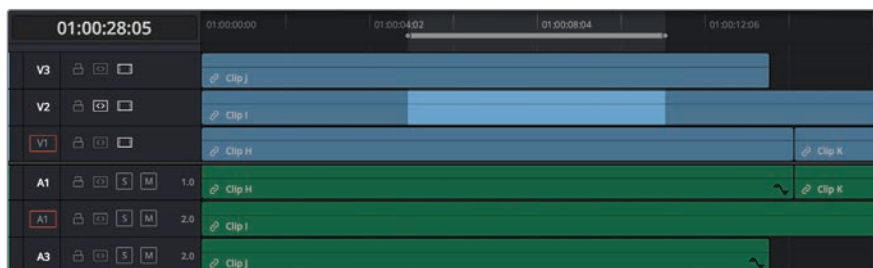 01:00:28:05
01:00:00:00 01:00:04:02 01:00:08:04 01:00:12:06
V3 Clip J
V2 Clip I
V1 Clip H Clip K
A1 S M 1.0 Clip H Clip K
A1 S M 2.0 Clip I
A3 S M 2.0 Clip J